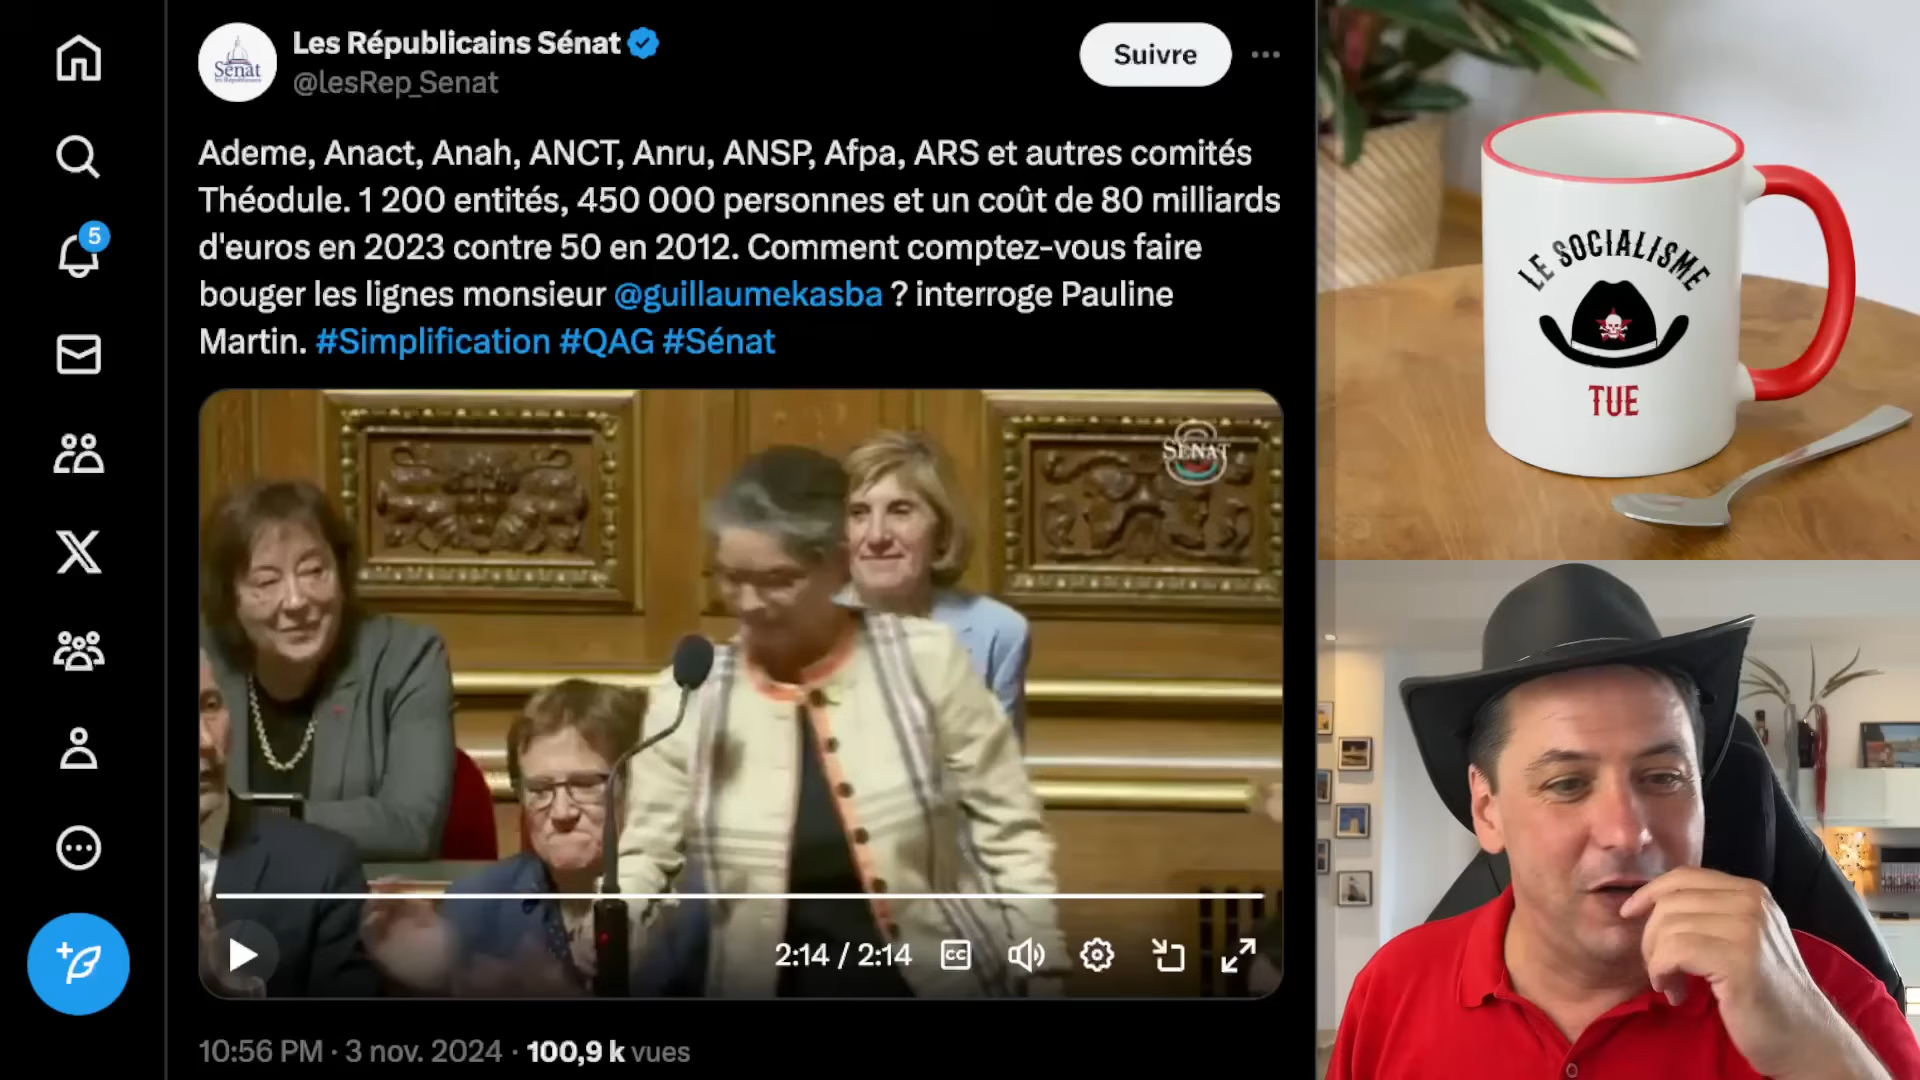 Les Républicains Sénat
@lesRep_Senat
Suivre
Sénat
Ademe, Anact, Anah, ANCT, Anru, ANSP, Afpa, ARS et autres comités
Théodule. 1 200 entités, 450 000 personnes et un coût de 80 milliards
d'euros en 2023 contre 50 en 2012. Comment comptez-vous faire
bouger les lignes monsieur @guillaumekasba ? interroge Pauline
Martin. #Simplification #QAG #Sénat
5
SÉNAT
2:14 / 2:14
CC
10:56 PM · 3 nov. 2024 · 100,9 k vues
LE SOCIALISME
TUE